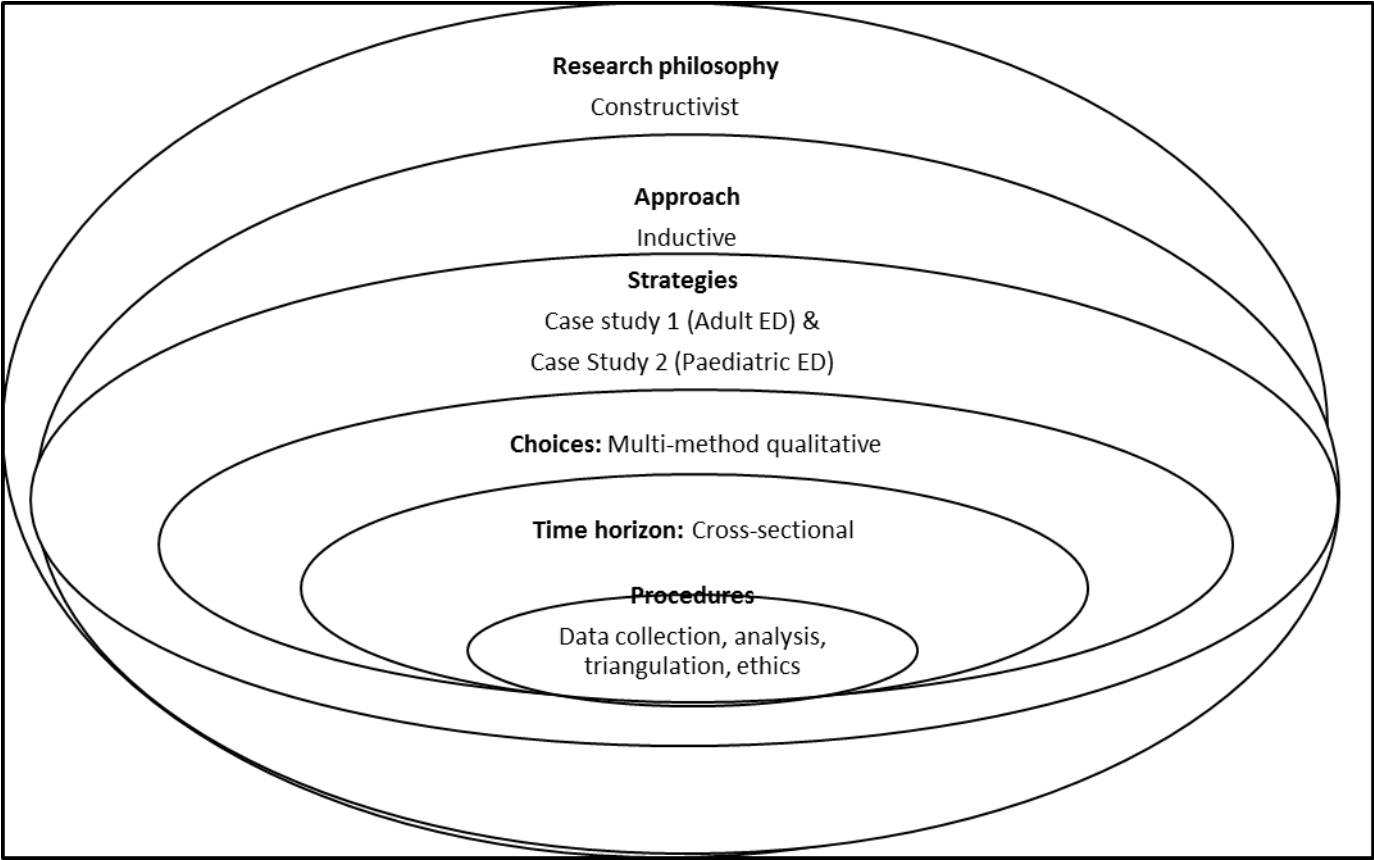 Research philosophy
Constructivist
Approach
Inductive
Strategies
Case study 1 (Adult ED) &
Case Study 2 (Paediatric ED)
Choices: Multi-method qualitative
Time horizon: Cross-sectional
Procedures
Data collection, analysis,
triangulation, ethics